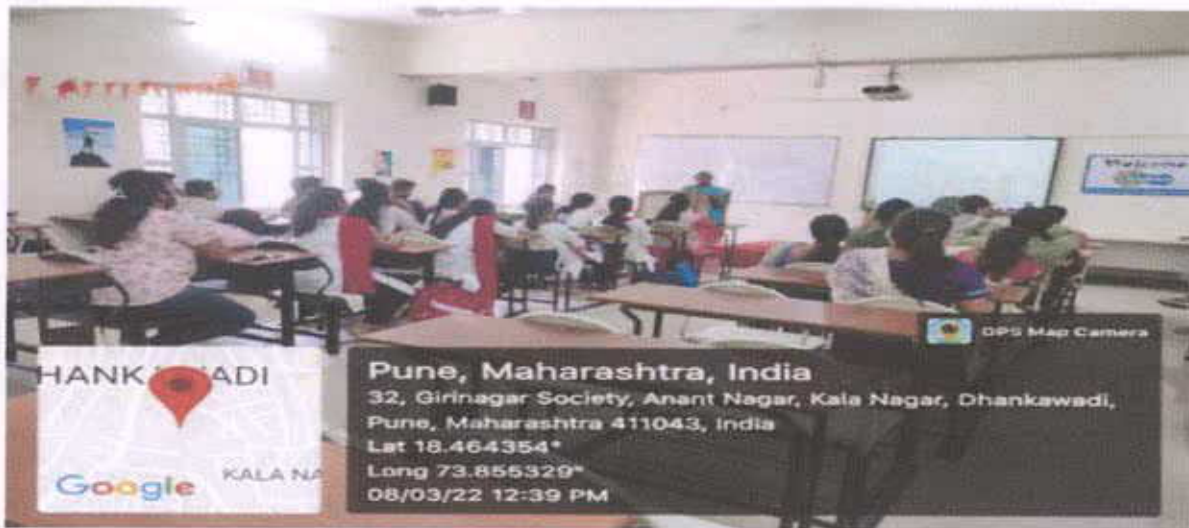 Welcome
GPS Map Camera
HANK ADI
KALA NA
Google
Pune, Maharashtra, India
32, Girinagar Society, Anant Nagar, Kala Nagar, Dhankawadi,
Pune, Maharashtra 411043, India
Lat 18.464354°
Long 73.855329°
08/03/22 12:39 PM